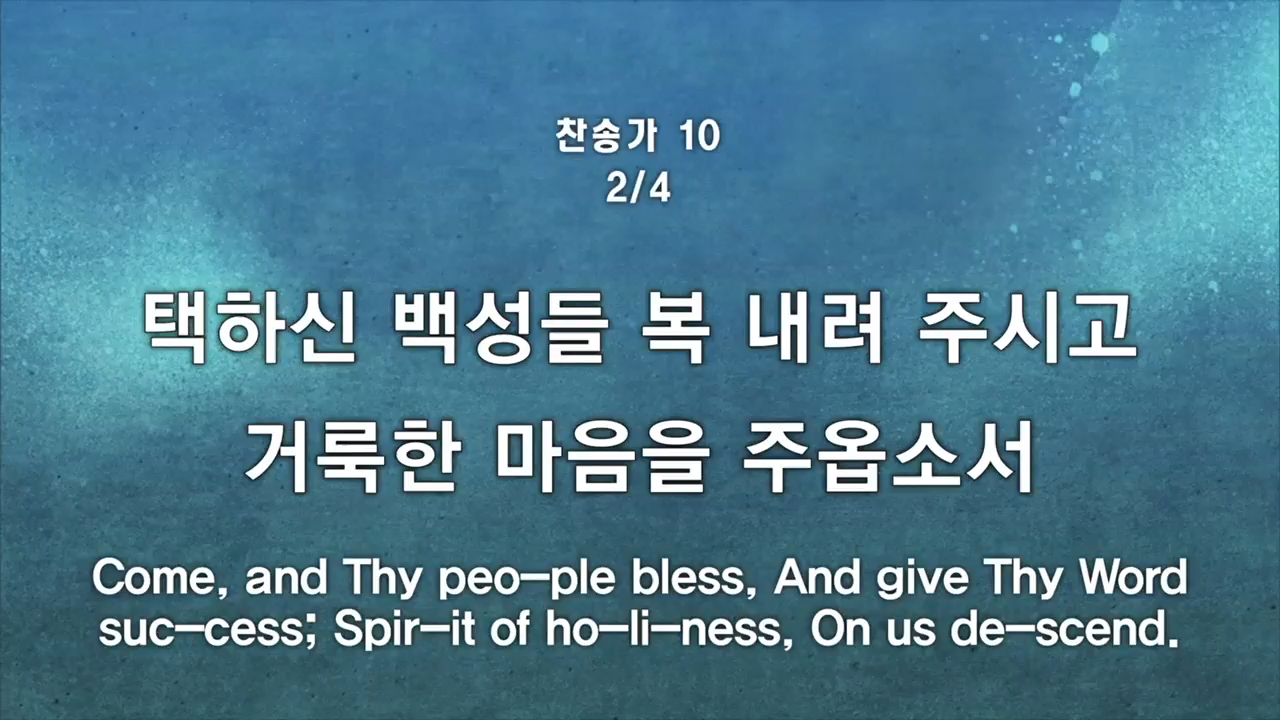 찬송가 10
2/4
택하신 백성들 복 내려 주시고
거룩한 마음을 주옵소서
Come, and Thy peo–ple bless, And give Thy Word
suc–cess; Spir–it of ho–li–ness, On us de–scend.